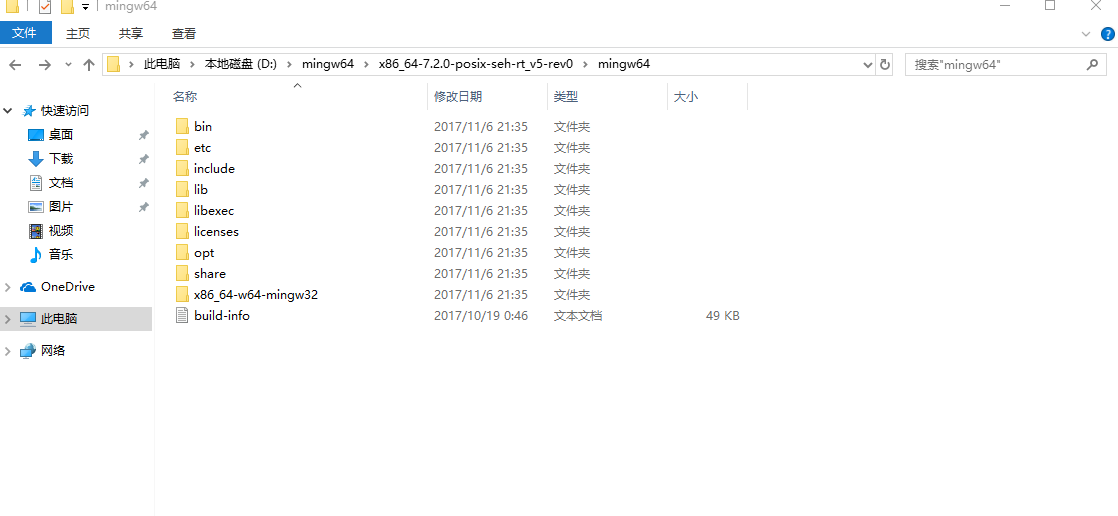 mingw64
文件 主页 共享 查看
此电脑 本地磁盘 (D:) mingw64 x86_64-7.2.0-posix-seh-rt_v5-rev0 mingw64 搜索"mingw64"
名称 修改日期 类型 大小
快速访问
桌面
下载
文档
图片
视频
音乐
OneDrive
此电脑
网络
bin 2017/11/6 21:35 文件夹
etc 2017/11/6 21:35 文件夹
include 2017/11/6 21:35 文件夹
lib 2017/11/6 21:35 文件夹
libexec 2017/11/6 21:35 文件夹
licenses 2017/11/6 21:35 文件夹
opt 2017/11/6 21:35 文件夹
share 2017/11/6 21:35 文件夹
x86_64-w64-mingw32 2017/11/6 21:35 文件夹
build-info 2017/10/19 0:46 文本文档 49 KB